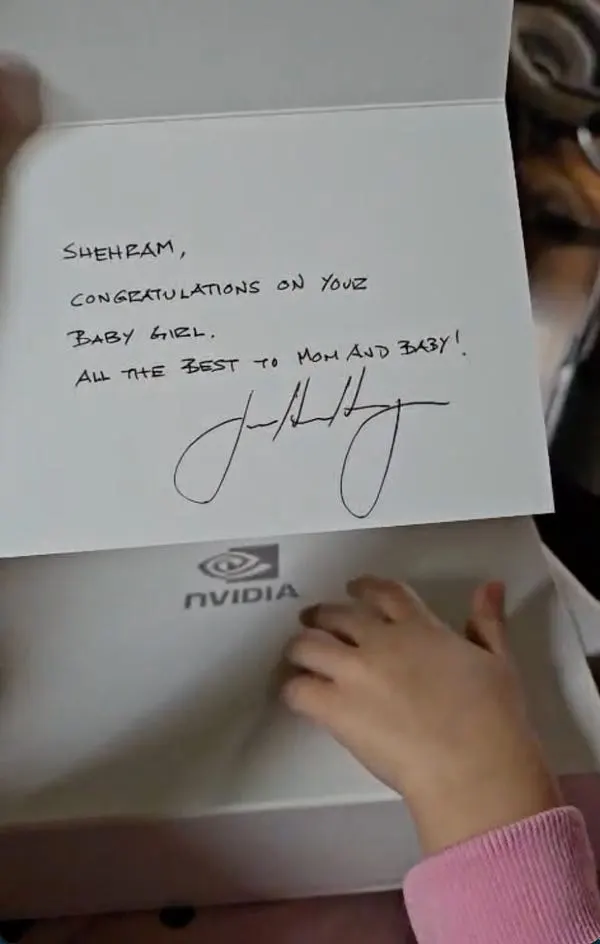 SHEHRAM,
CONGRATULATIONS ON YOUR
BABY GIRL.
ALL THE BEST TO MOM AND BABY!
NVIDIA